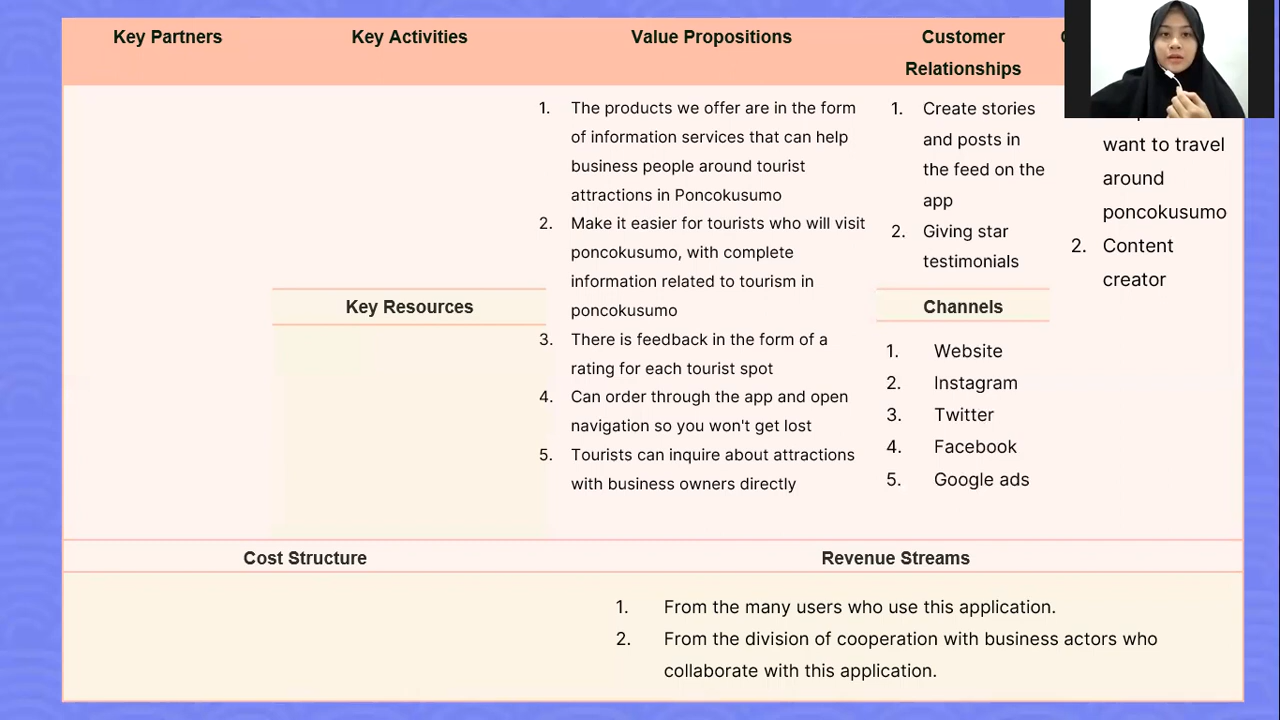 Key Partners
Key Activities
Value Propositions
Customer
Relationships
1. The products we offer are in the form
of information services that can help
business people around tourist
attractions in Poncokusumo
2. Make it easier for tourists who will visit
poncokusumo, with complete
information related to tourism in
poncokusumo
3. There is feedback in the form of a
rating for each tourist spot
4. Can order through the app and open
navigation so you won't get lost
5. Tourists can inquire about attractions
with business owners directly
1. Create stories
and posts in
the feed on the
app
2. Giving star
testimonials
want to travel
around
poncokusumo
2. Content
creator
Key Resources
Channels
1. Website
2. Instagram
3. Twitter
4. Facebook
5. Google ads
Cost Structure
Revenue Streams
1. From the many users who use this application.
2. From the division of cooperation with business actors who
collaborate with this application.